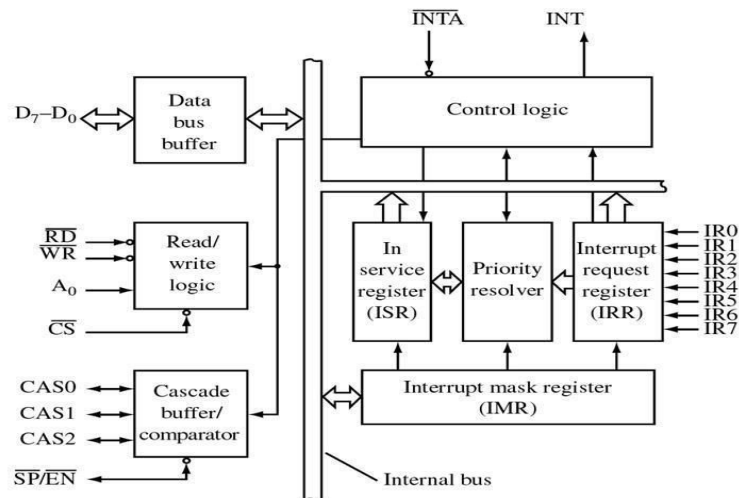 INTA
INT
D7–D0
Data
bus
buffer
Control logic
RD
WR
A0
CS
Read/
write
logic
In
service
register
(ISR)
Priority
resolver
Interrupt
request
register
(IRR)
IR0
IR1
IR2
IR3
IR4
IR5
IR6
IR7
CAS0
CAS1
CAS2
SP/EN
Cascade
buffer/
comparator
Interrupt mask register
(IMR)
Internal bus